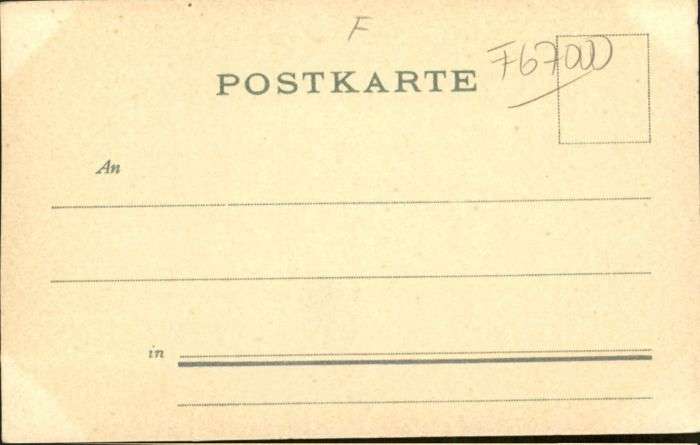 F
F67000
POSTKARTE
An
in